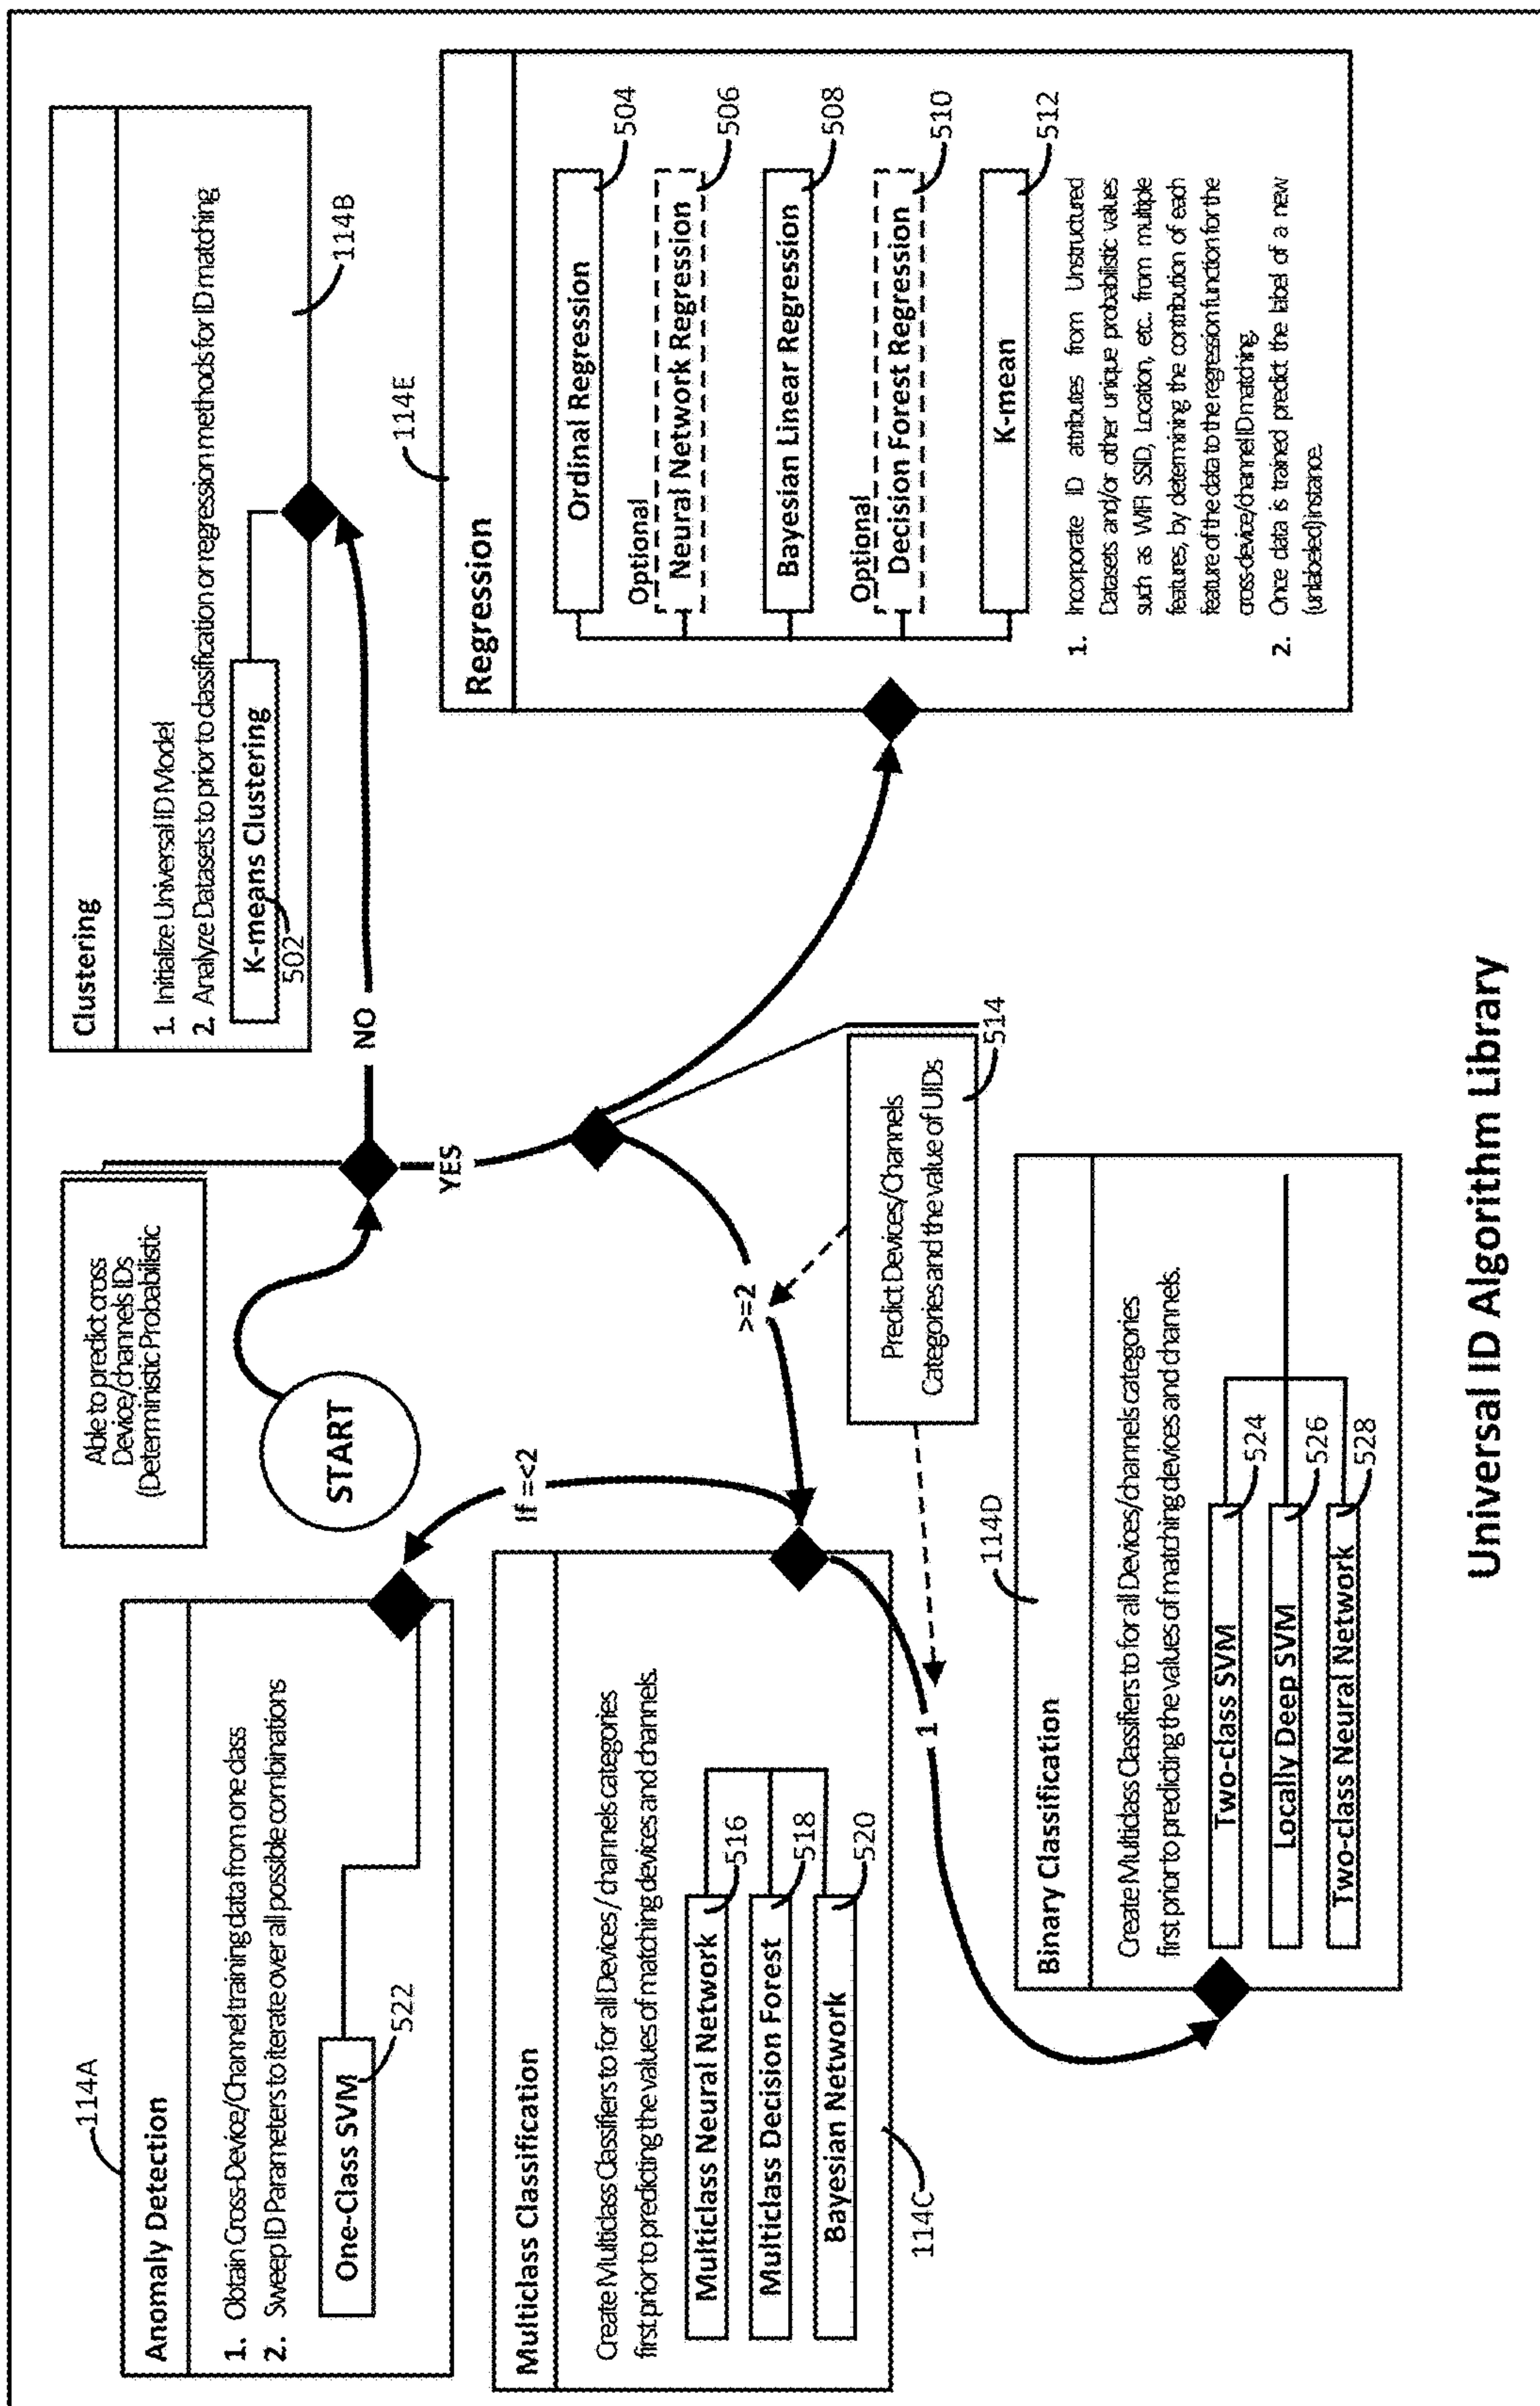 Anomaly Detection
114A
1. Obtain Cross-Device/Channel training data from one class
2. Sweep ID Parameters to iterate over all possible combinations
One-Class SVM
522
Able to predict cross
Device/channels IDs
(Deterministic Probabilistic
START
NO
YES
If =<2
>=2
1
Clustering
1. Initialize Universal ID Model
2. Analyze Datasets to prior to classification or regression methods for ID matching
K-means Clustering
502
114B
Multiclass Classification
Create Multiclass Classifiers to for all Devices / channels categories
first prior to predicting the values of matching devices and channels.
Multiclass Neural Network
516
Multiclass Decision Forest
518
Bayesian Network
520
114C
Predict Devices/Channels
Categories and the value of UIDs
514
114E
Regression
Ordinal Regression
504
Optional
Neural Network Regression
506
Bayesian Linear Regression
508
Optional
Decision Forest Regression
510
K-mean
512
1. Incorporate ID attributes from Unstructured
Datasets and/or other unique probabilistic values
such as WIFI SSID, Location, etc. from multiple
features, by determining the contribution of each
feature of the data to the regression function for the
cross-device/channel ID matching.
2. Once data is trained predict the label of a new
(unlabeled) instance.
114D
Binary Classification
Create Multiclass Classifiers to for all Devices/channels categories
first prior to predicting the values of matching devices and channels.
Two-class SVM
524
Locally Deep SVM
526
Two-class Neural Network
528
Universal ID Algorithm Library